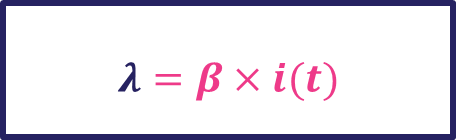 λ = β × i(t)